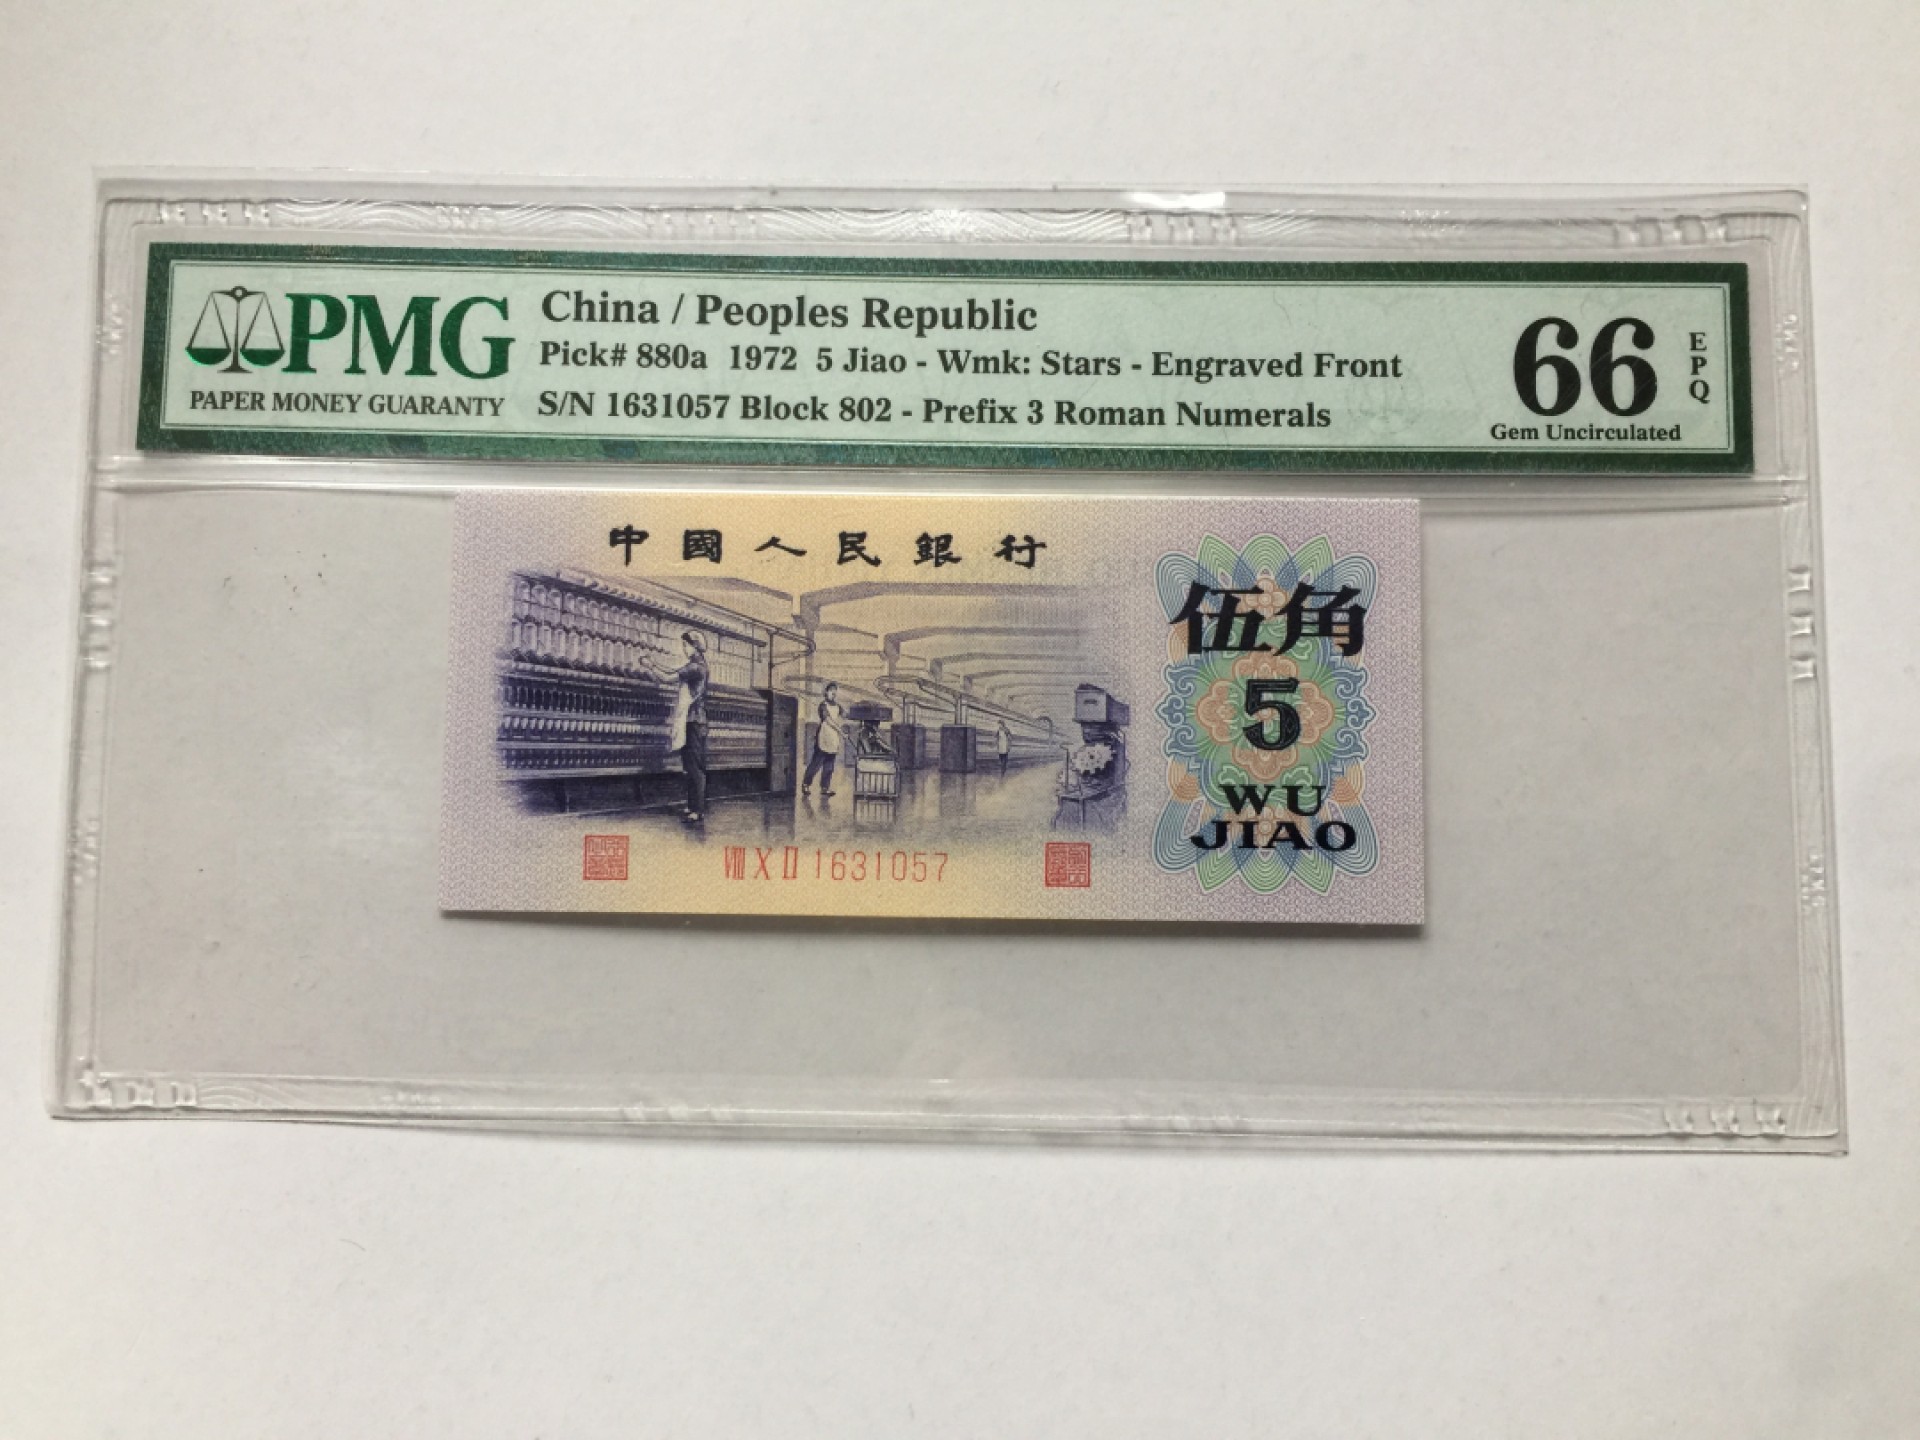 PMG
PAPER MONEY GUARANTY
China / Peoples Republic
Pick# 880a 1972 5 Jiao - Wmk: Stars - Engraved Front
S/N 1631057 Block 802 - Prefix 3 Roman Numerals
66
EPQ
Gem Uncirculated
中國人民銀行
伍角
5
WU
JIAO
VIII X II 1631057